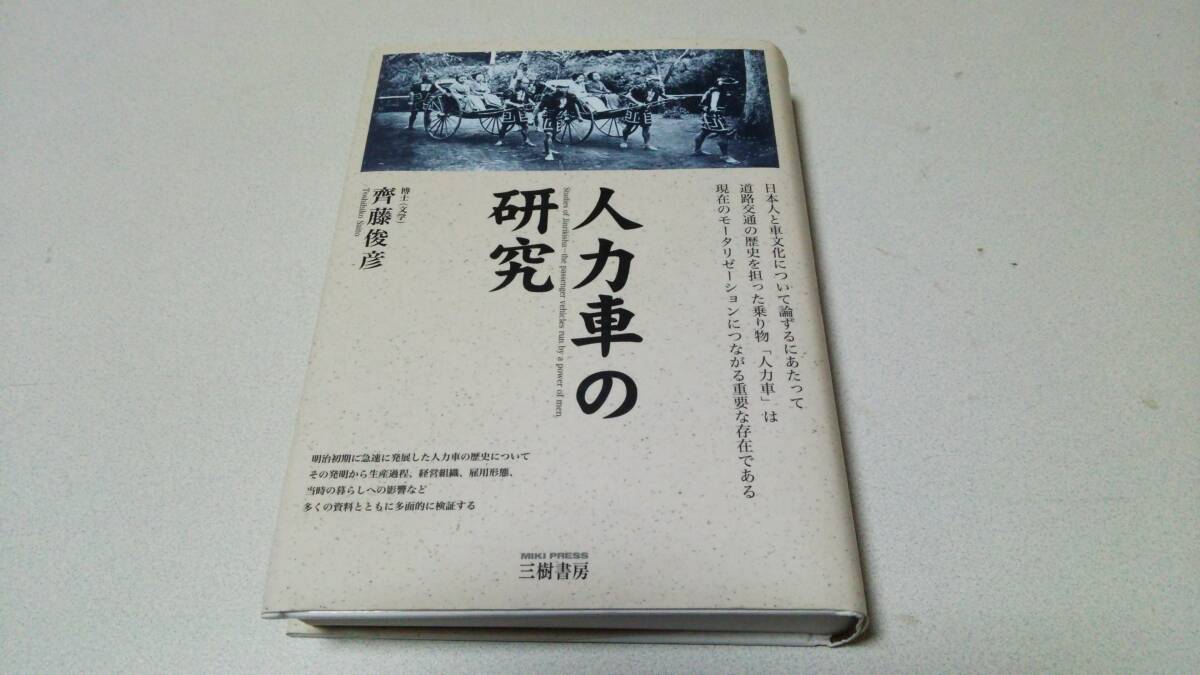 日本人と車文化について論ずるにあたって
道路交通の歴史を担った乗り物「人力車」は
現在のモータリゼーションにつながる重要な存在である
人力車の
研究
Studies of Jinrikisha—the passenger vehicles run by a power of men
博士(文学)
齊藤俊彦
Toshihiko Saito
明治初期に急速に発展した人力車の歴史について
その発明から生産過程、経営組織、雇用形態、
当時の暮らしへの影響など
多くの資料とともに多面的に検証する
MIKI PRESS
三樹書房